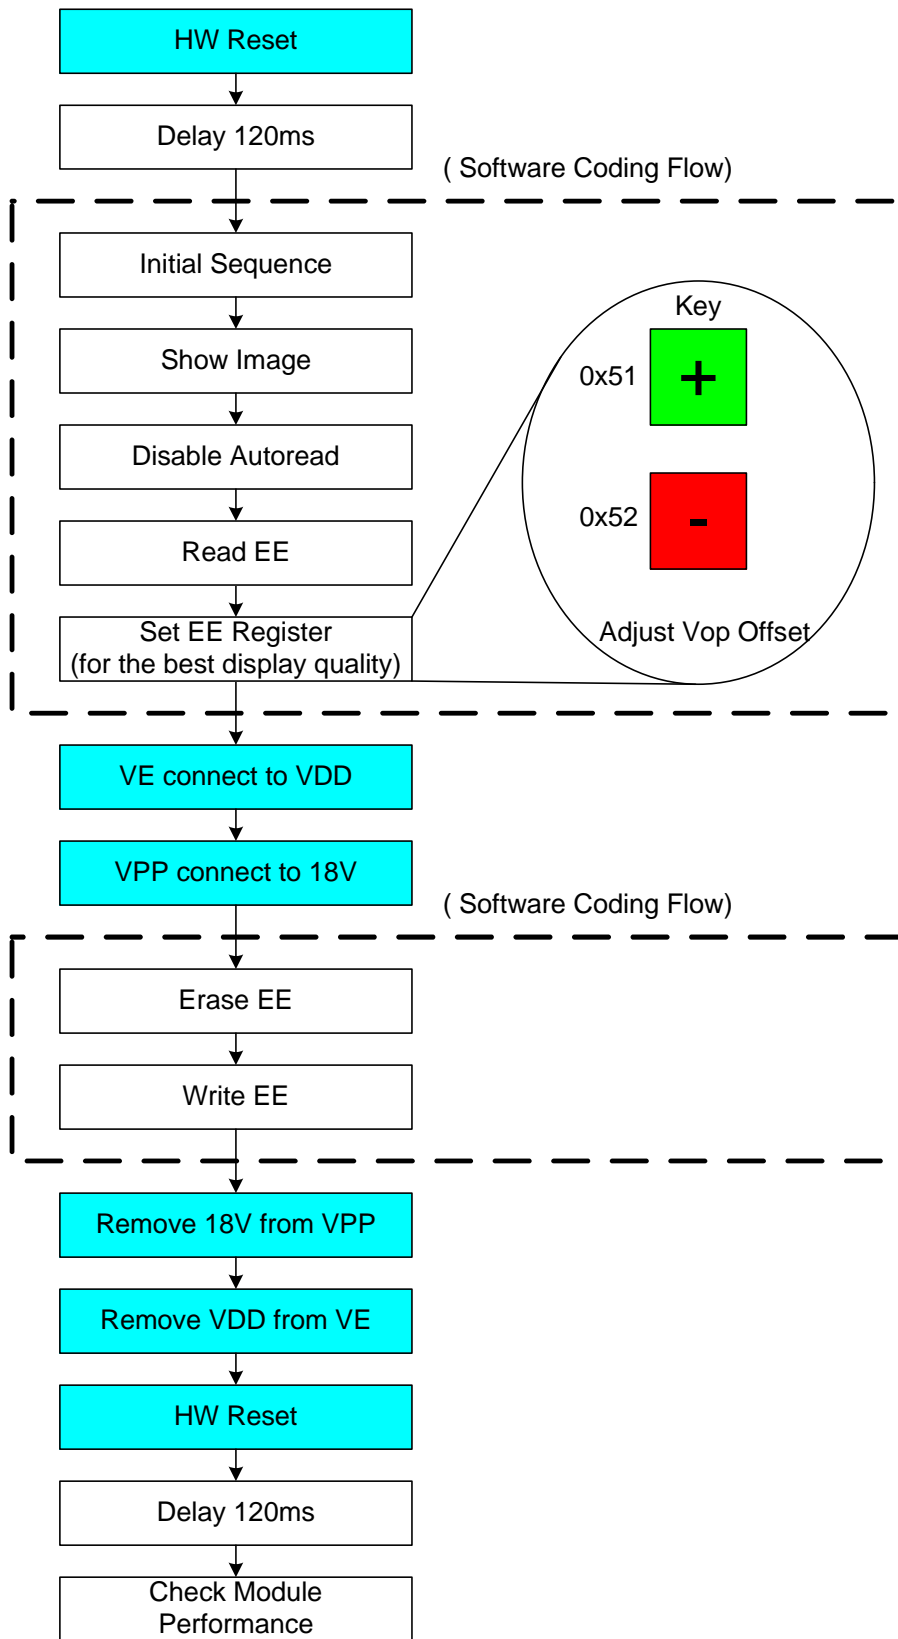 HW Reset
Delay 120ms
( Software Coding Flow)
Initial Sequence
Show Image
Disable Autoread
Read EE
Set EE Register
(for the best display quality)
Key
0x51
+
0x52
-
Adjust Vop Offset
VE connect to VDD
VPP connect to 18V
( Software Coding Flow)
Erase EE
Write EE
Remove 18V from VPP
Remove VDD from VE
HW Reset
Delay 120ms
Check Module
Performance